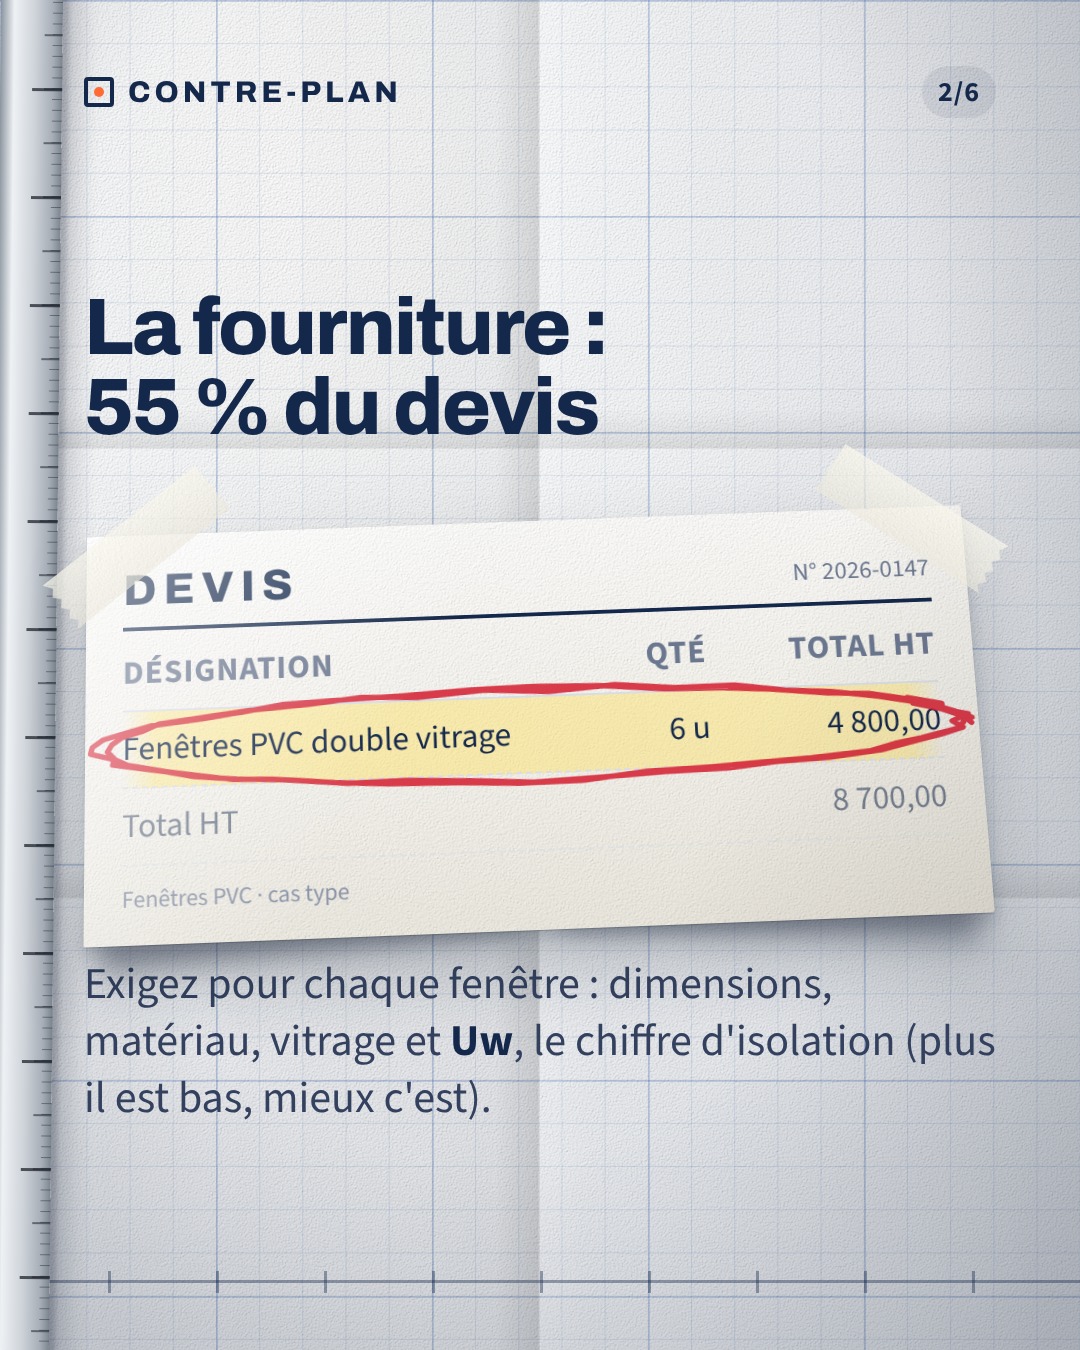 CONTRE-PLAN
2/6
La fourniture :
55 % du devis
DEVIS
N° 2026-0147
DÉSIGNATION QTÉ TOTAL HT
Fenêtres PVC double vitrage 6 u 4 800,00
Total HT 8 700,00
Fenêtres PVC · cas type
Exigez pour chaque fenêtre : dimensions,
matériau, vitrage et Uw, le chiffre d'isolation (plus
il est bas, mieux c'est).